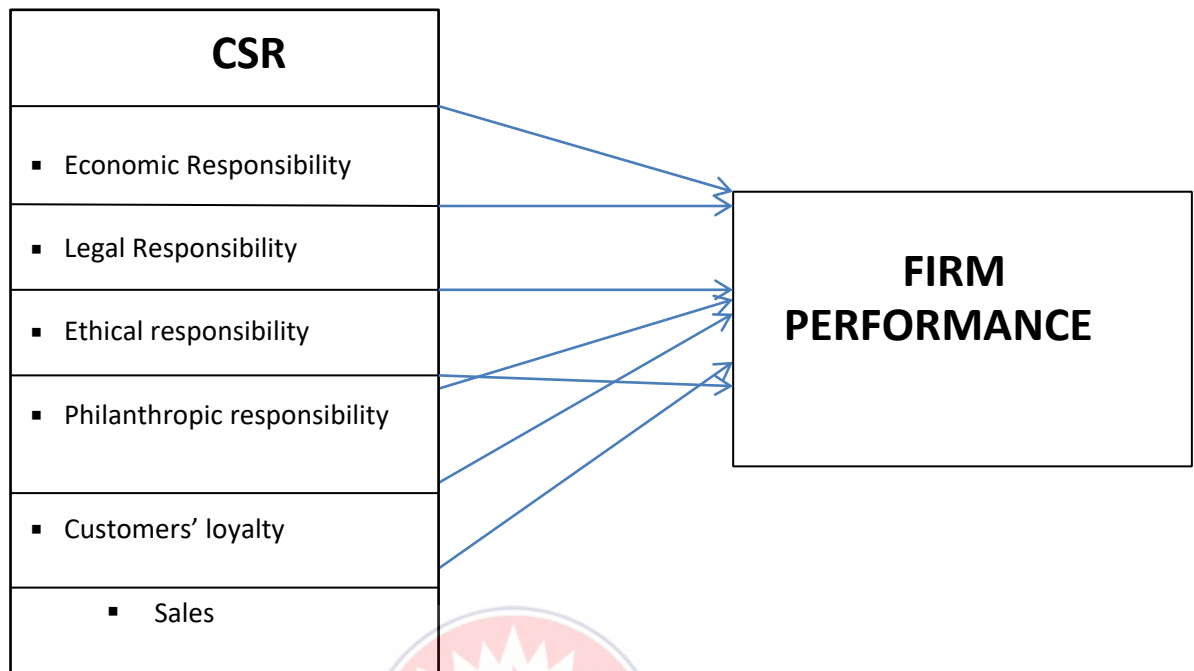 CSR
▪ Economic Responsibility
▪ Legal Responsibility
▪ Ethical responsibility
▪ Philanthropic responsibility
▪ Customers’ loyalty
▪ Sales
FIRM
PERFORMANCE